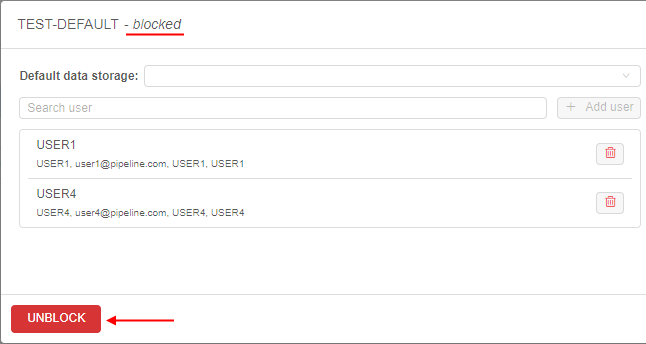 TEST-DEFAULT - blocked
Default data storage:
Search user
+ Add user
USER1
USER1, user1@pipeline.com, USER1, USER1
USER4
USER4, user4@pipeline.com, USER4, USER4
UNBLOCK